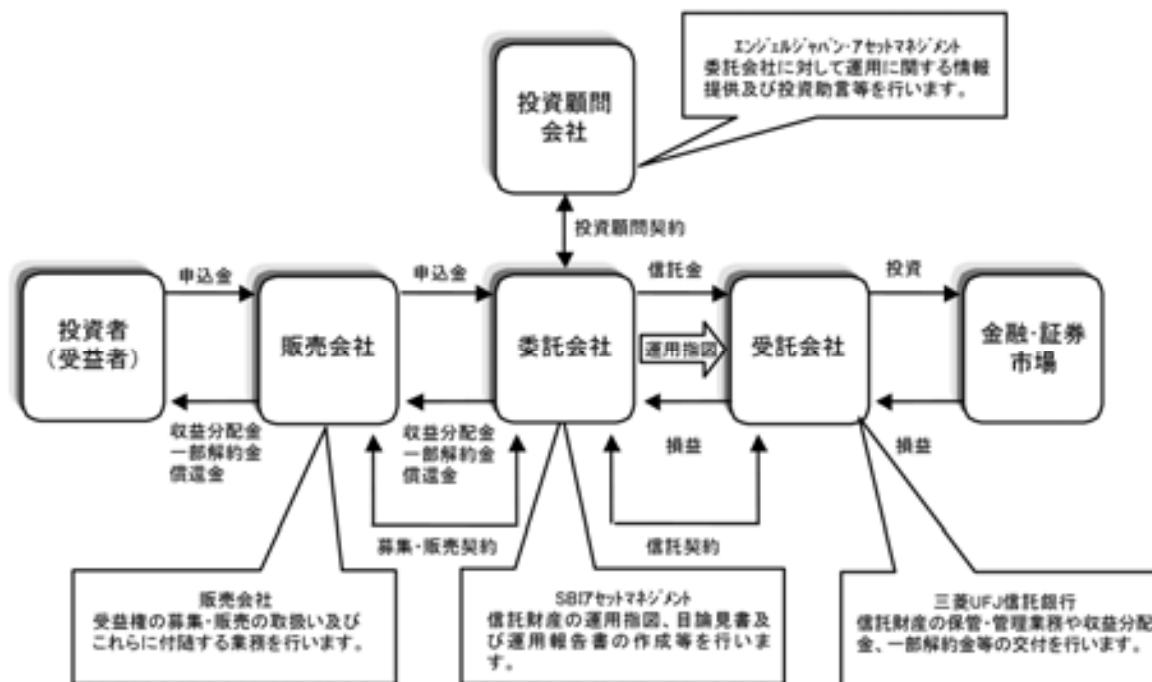 エンジェルジャパン・アセットマネジメント
委託会社に対して運用に関する情報
提供及び投資助言等を行います。
投資顧問
会社
投資顧問契約
申込金
申込金
信託金
投資
投資者
(受益者)
販売会社
委託会社
運用指図
受託会社
金融・証券
市場
収益分配金
一部解約金
償還金
収益分配金
一部解約金
償還金
損益
損益
募集・販売契約
信託契約
販売会社
受益権の募集・販売の取扱い及び
これらに付随する業務を行います。
SBIアセットマネジメント
信託財産の運用指図、目論見書及
び運用報告書の作成等を行いま
す。
三菱UFJ信託銀行
信託財産の保管・管理業務や収益分配
金、一部解約金等の交付を行います。